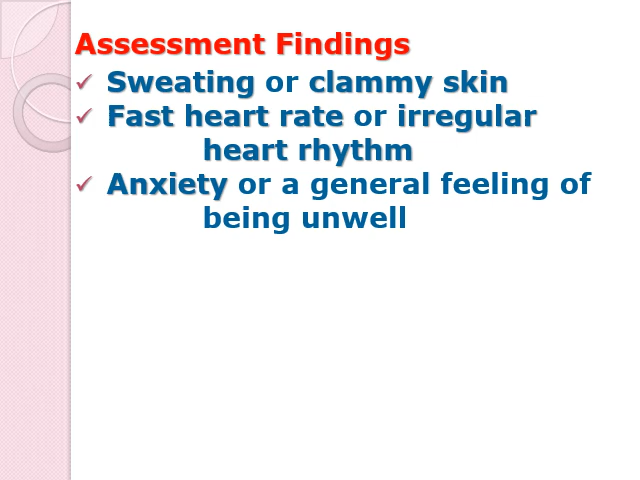 Assessment Findings
✓ Sweating or clammy skin
✓ Fast heart rate or irregular
heart rhythm
✓ Anxiety or a general feeling of
being unwell